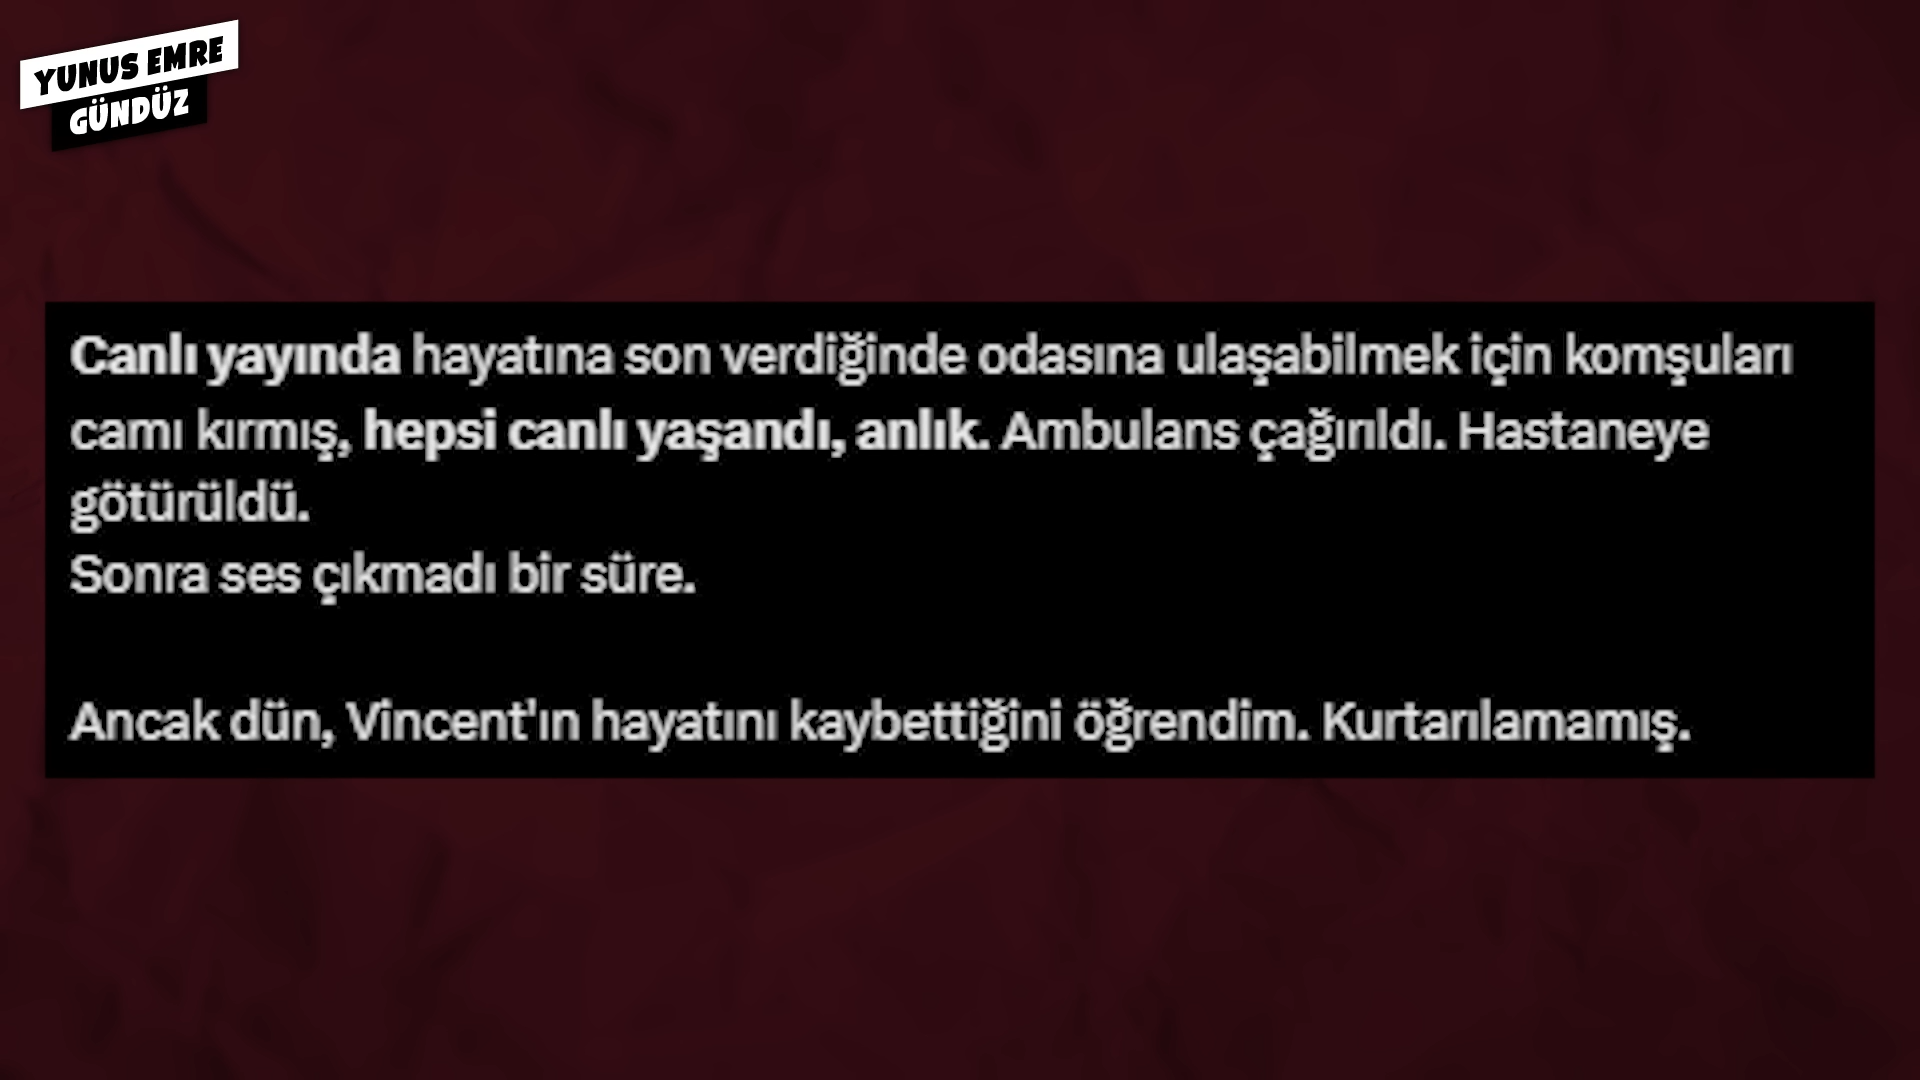 YUNUS EMRE
GÜNDÜZ
Canlı yayında hayatına son verdiğinde odasına ulaşabilmek için komşuları
camı kırmış, hepsi canlı yaşandı, anlık. Ambulans çağırıldı. Hastaneye
götürüldü.
Sonra ses çıkmadı bir süre.
Ancak dün, Vincent'ın hayatını kaybettiğini öğrendim. Kurtarılamamış.